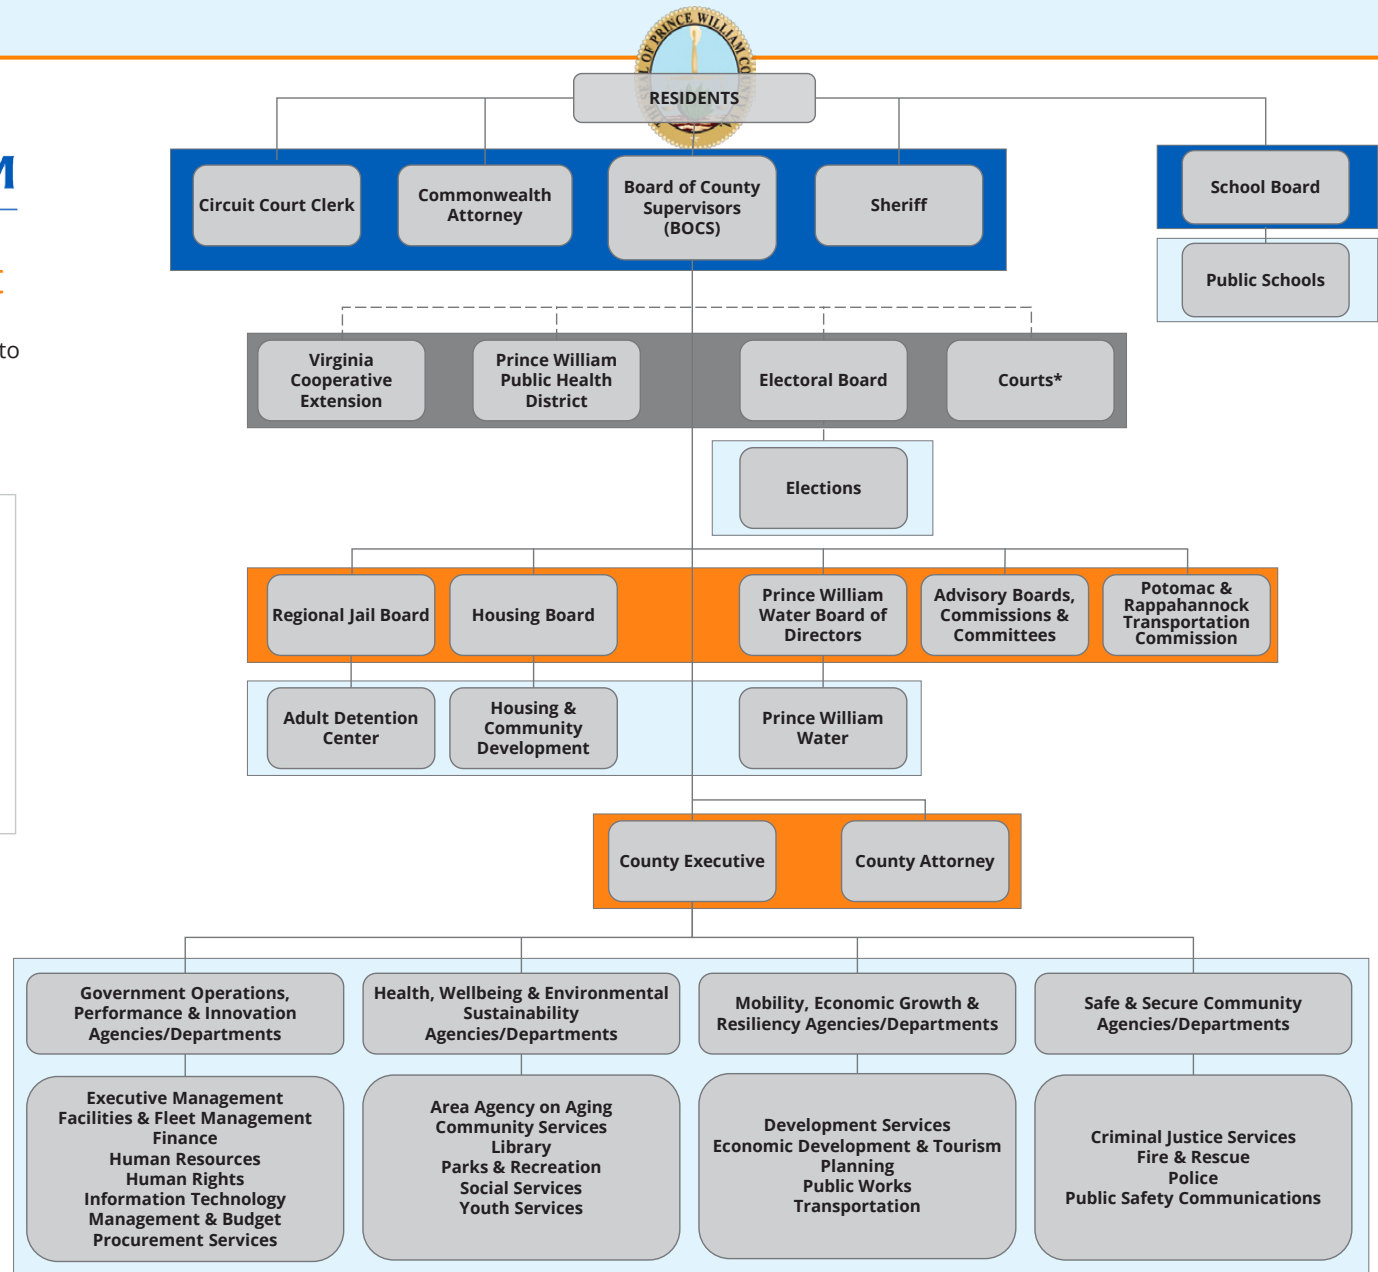 RESIDENTS
M
t
to
Circuit Court Clerk
Commonwealth
Attorney
Board of County
Supervisors
(BOCS)
Sheriff
School Board
Public Schools
Virginia
Cooperative
Extension
Prince William
Public Health
District
Electoral Board
Courts*
Elections
Regional Jail Board
Housing Board
Prince William
Water Board of
Directors
Advisory Boards,
Commissions &
Committees
Potomac &
Rappahannock
Transportation
Commission
Adult Detention
Center
Housing &
Community
Development
Prince William
Water
County Executive
County Attorney
Government Operations,
Performance & Innovation
Agencies/Departments
Health, Wellbeing & Environmental
Sustainability
Agencies/Departments
Mobility, Economic Growth &
Resiliency Agencies/Departments
Safe & Secure Community
Agencies/Departments
Executive Management
Facilities & Fleet Management
Finance
Human Resources
Human Rights
Information Technology
Management & Budget
Procurement Services
Area Agency on Aging
Community Services
Library
Parks & Recreation
Social Services
Youth Services
Development Services
Economic Development & Tourism
Planning
Public Works
Transportation
Criminal Justice Services
Fire & Rescue
Police
Public Safety Communications